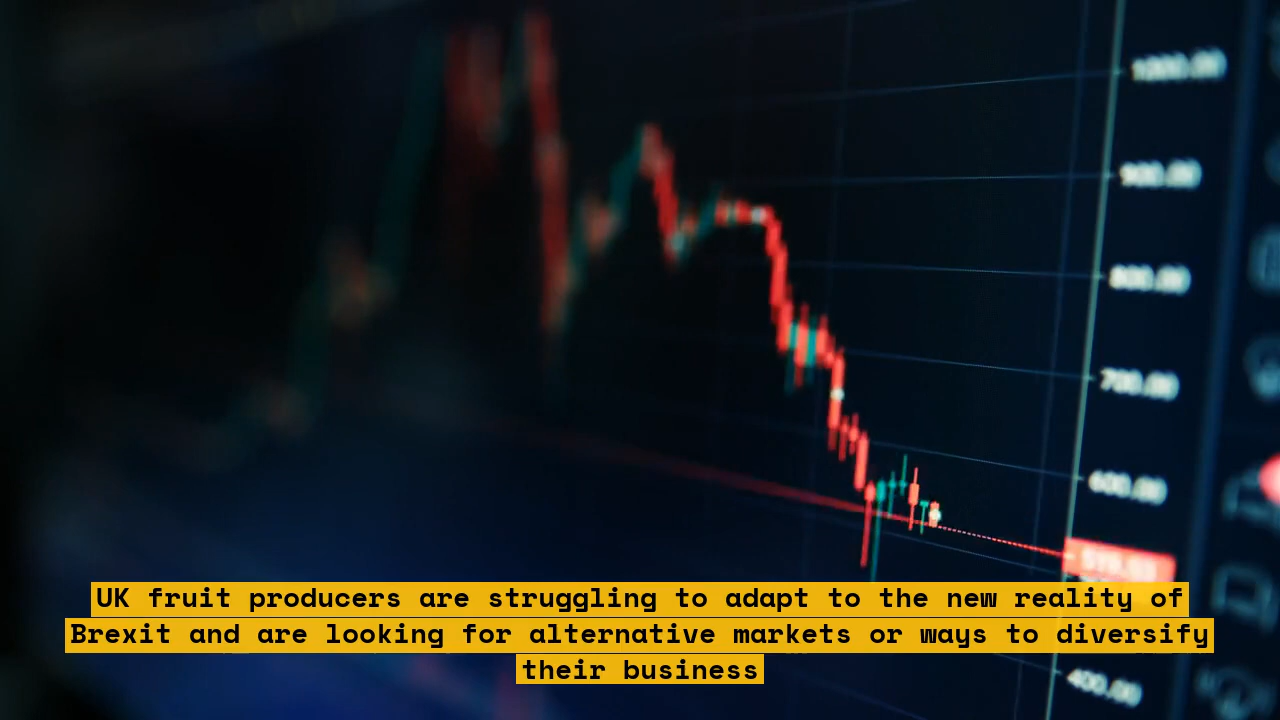 1000.00
900.00
800.00
700.00
600.00
UK fruit producers are struggling to adapt to the new reality of
Brexit and are looking for alternative markets or ways to diversify
their business
400.00